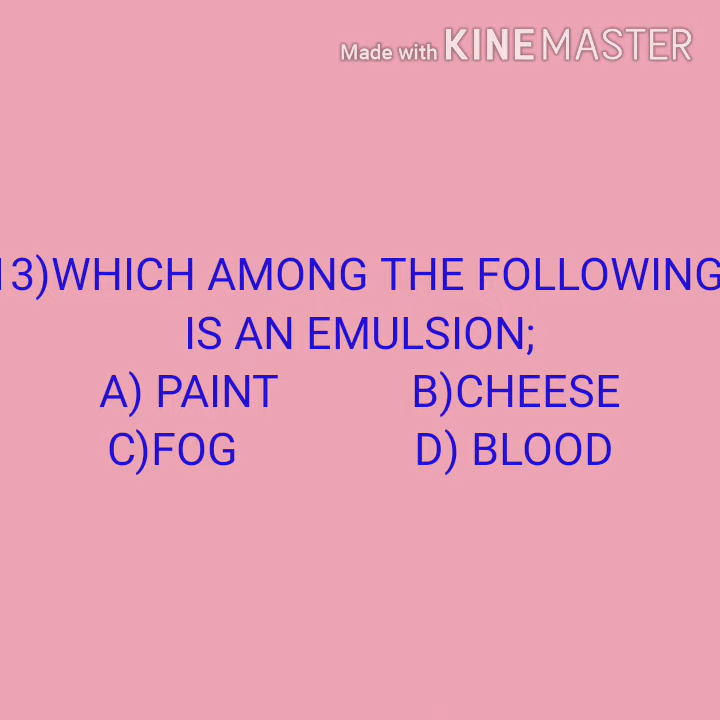 Made with KINEMASTER
13)WHICH AMONG THE FOLLOWING
IS AN EMULSION;
A) PAINT B)CHEESE
C)FOG D) BLOOD